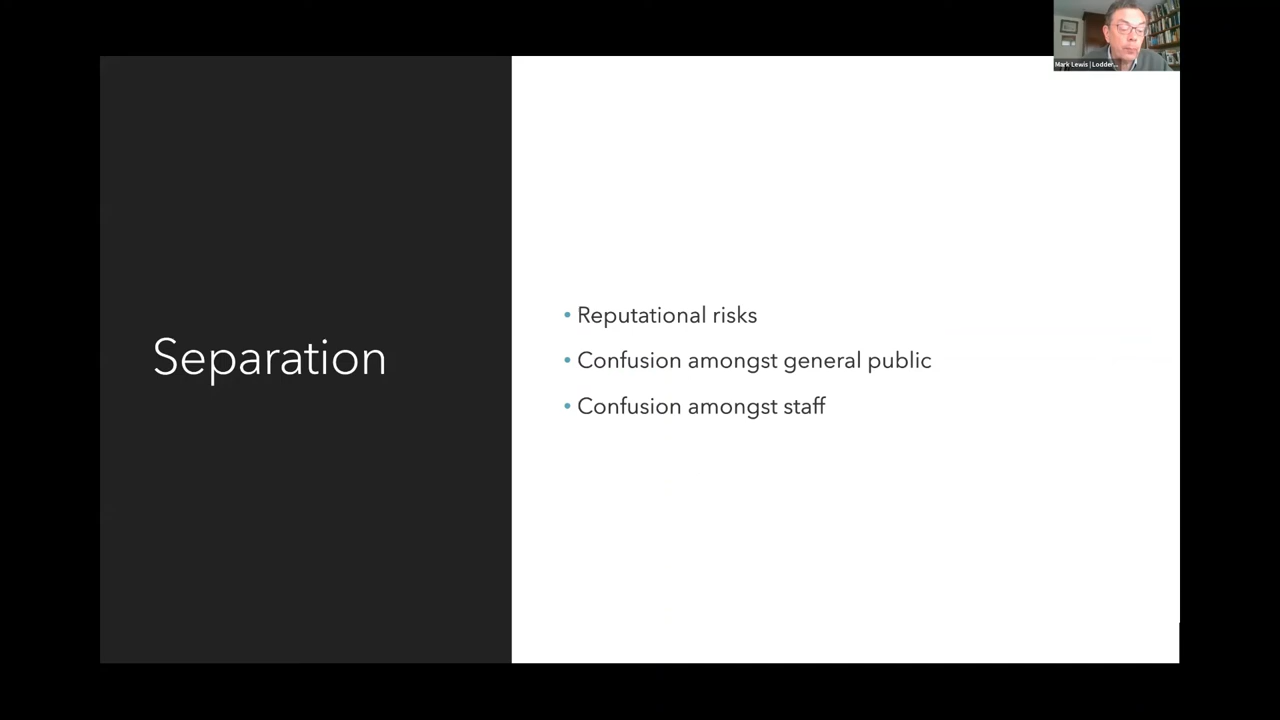 Mark Lewis | Lodder...
Separation
• Reputational risks
• Confusion amongst general public
• Confusion amongst staff